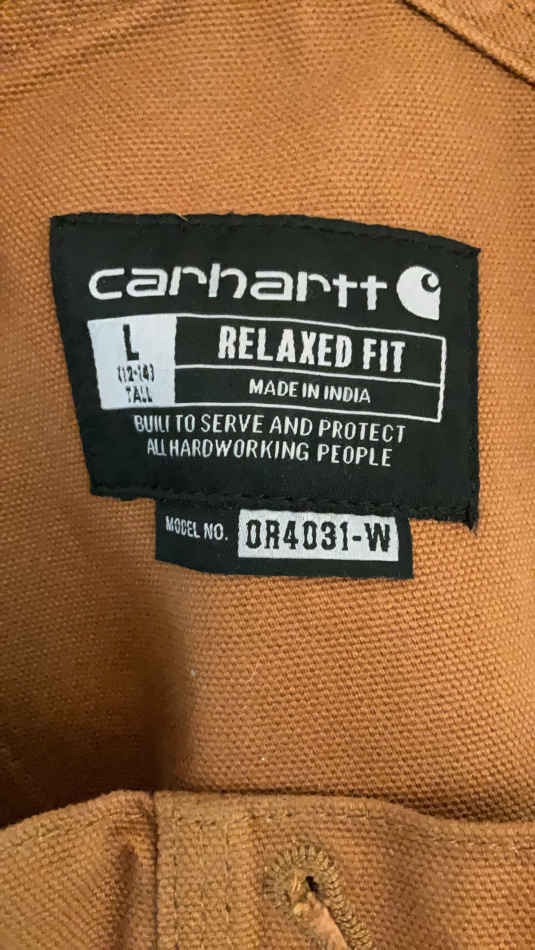 carhartt
L
(12-14)
TALL
RELAXED FIT
MADE IN INDIA
BUILT TO SERVE AND PROTECT
ALL HARDWORKING PEOPLE
MODEL NO. OR4031-W